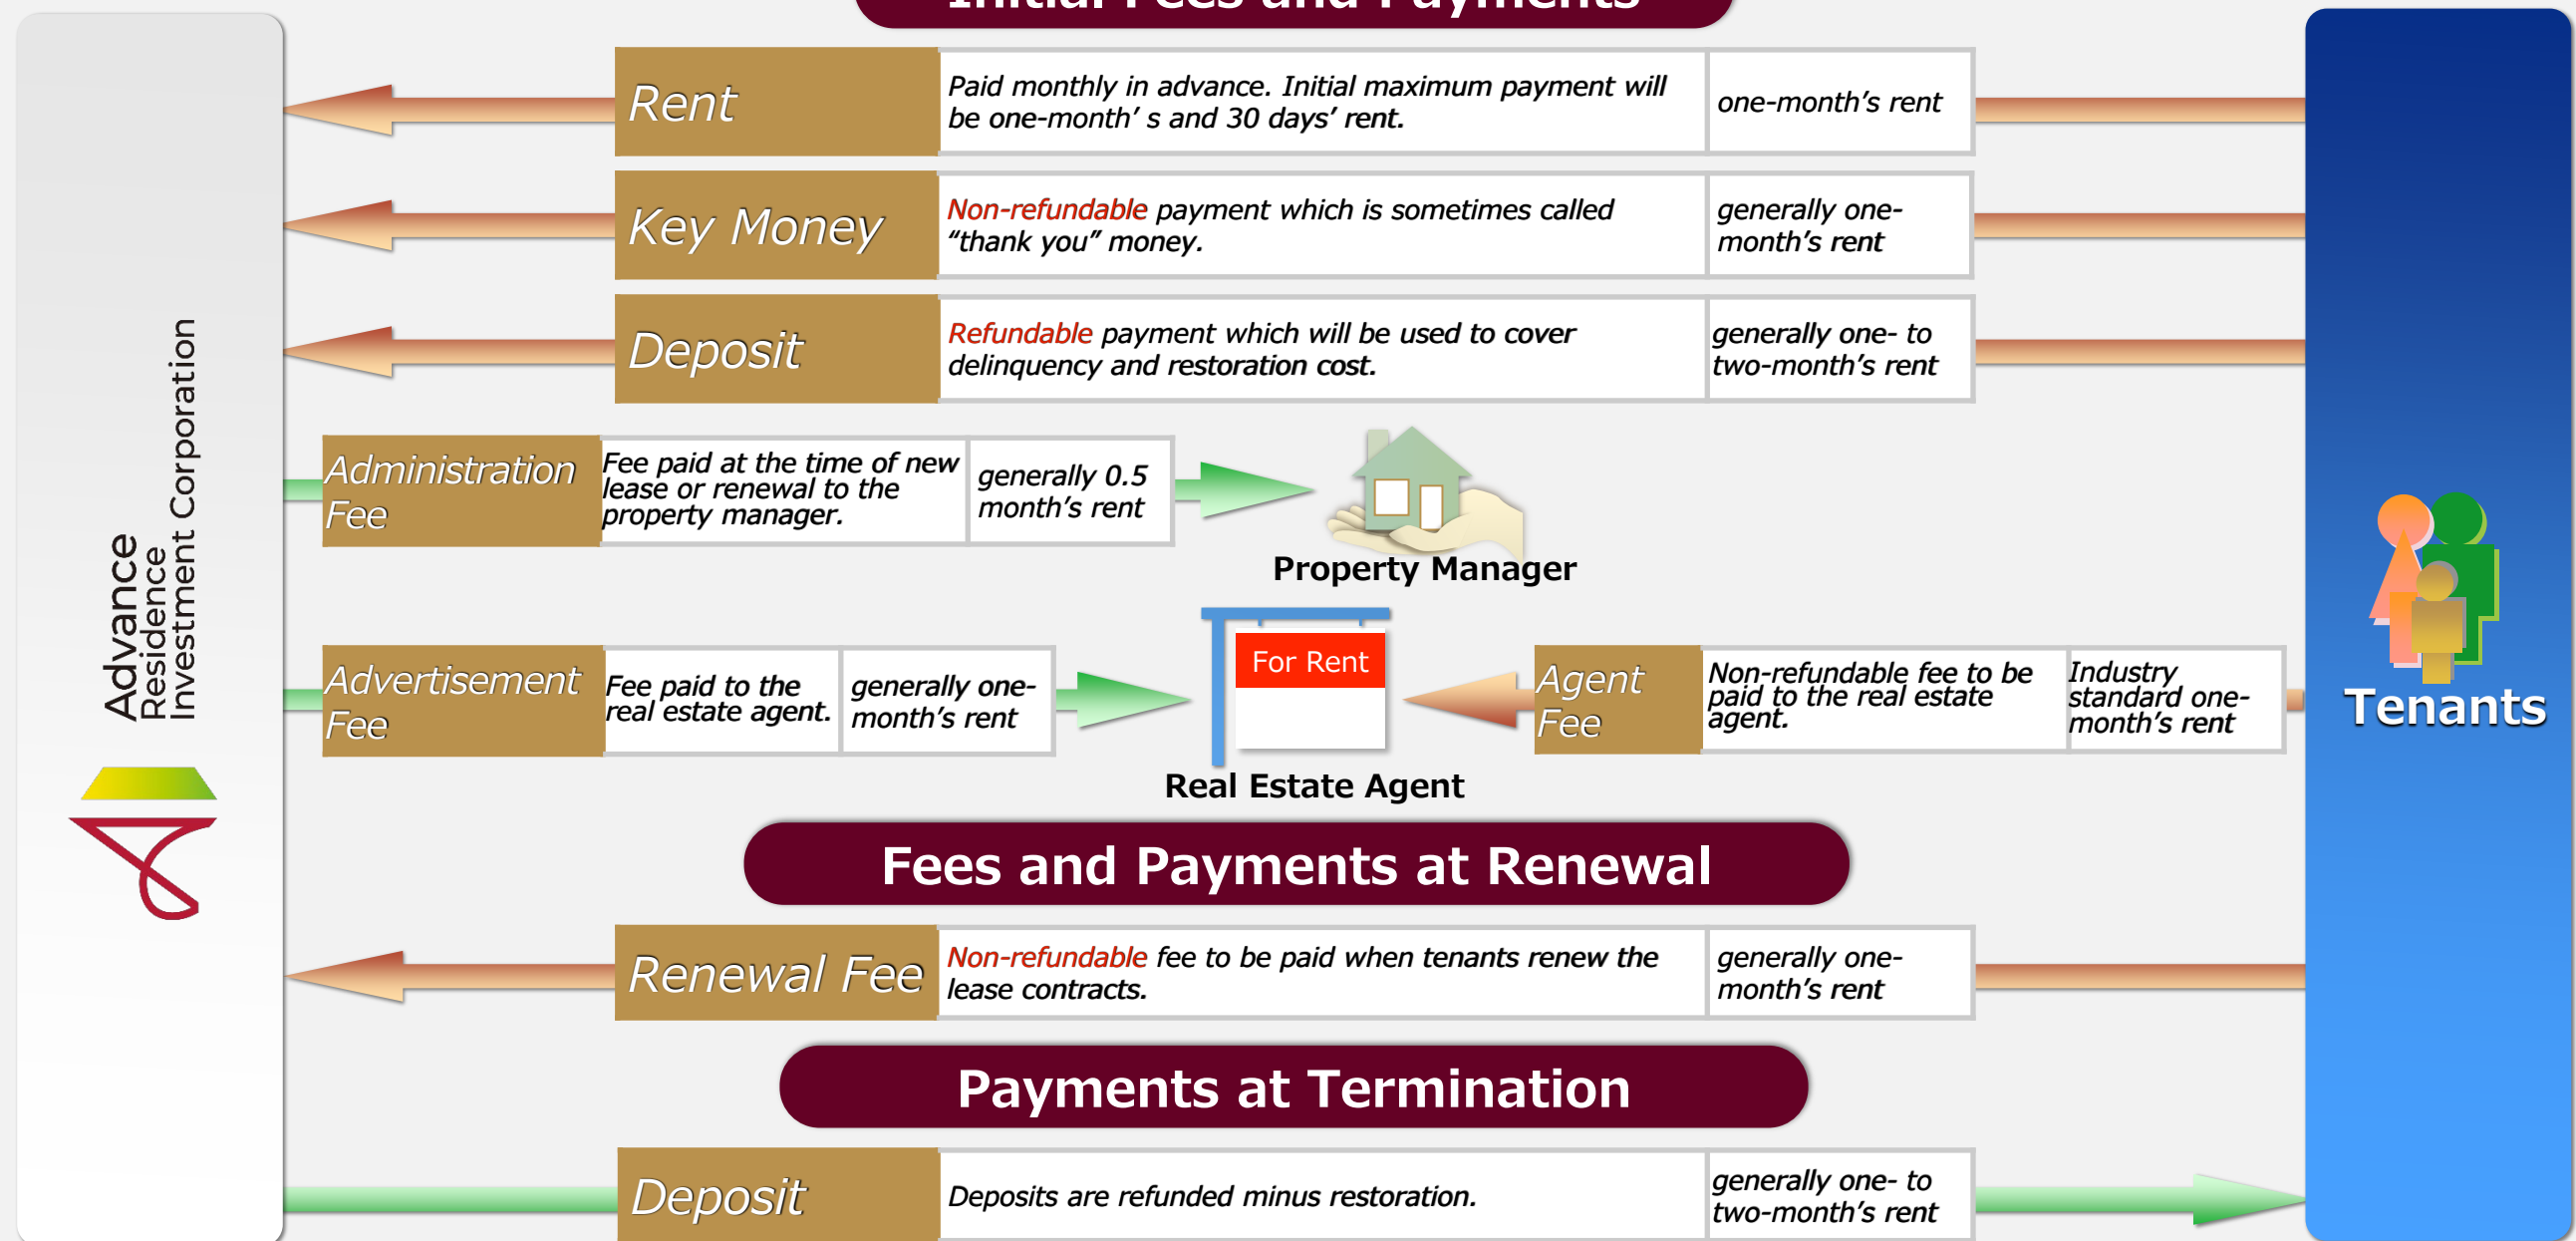 Initial Fees and Payments
Rent
Paid monthly in advance. Initial maximum payment will
be one-month’ s and 30 days’ rent.
one-month’s rent
Key Money
Non-refundable payment which is sometimes called
“thank you” money.
generally one-
month’s rent
Deposit
Refundable payment which will be used to cover
delinquency and restoration cost.
generally one- to
two-month’s rent
Administration
Fee
Fee paid at the time of new
lease or renewal to the
property manager.
generally 0.5
month’s rent
Property Manager
Advance
Residence
Investment Corporation
Advertisement
Fee
Fee paid to the
real estate agent.
generally one-
month’s rent
For Rent
Real Estate Agent
Agent
Fee
Non-refundable fee to be
paid to the real estate
agent.
Industry
standard one-
month’s rent
Tenants
Fees and Payments at Renewal
Renewal Fee
Non-refundable fee to be paid when tenants renew the
lease contracts.
generally one-
month’s rent
Payments at Termination
Deposit
Deposits are refunded minus restoration.
generally one- to
two-month’s rent